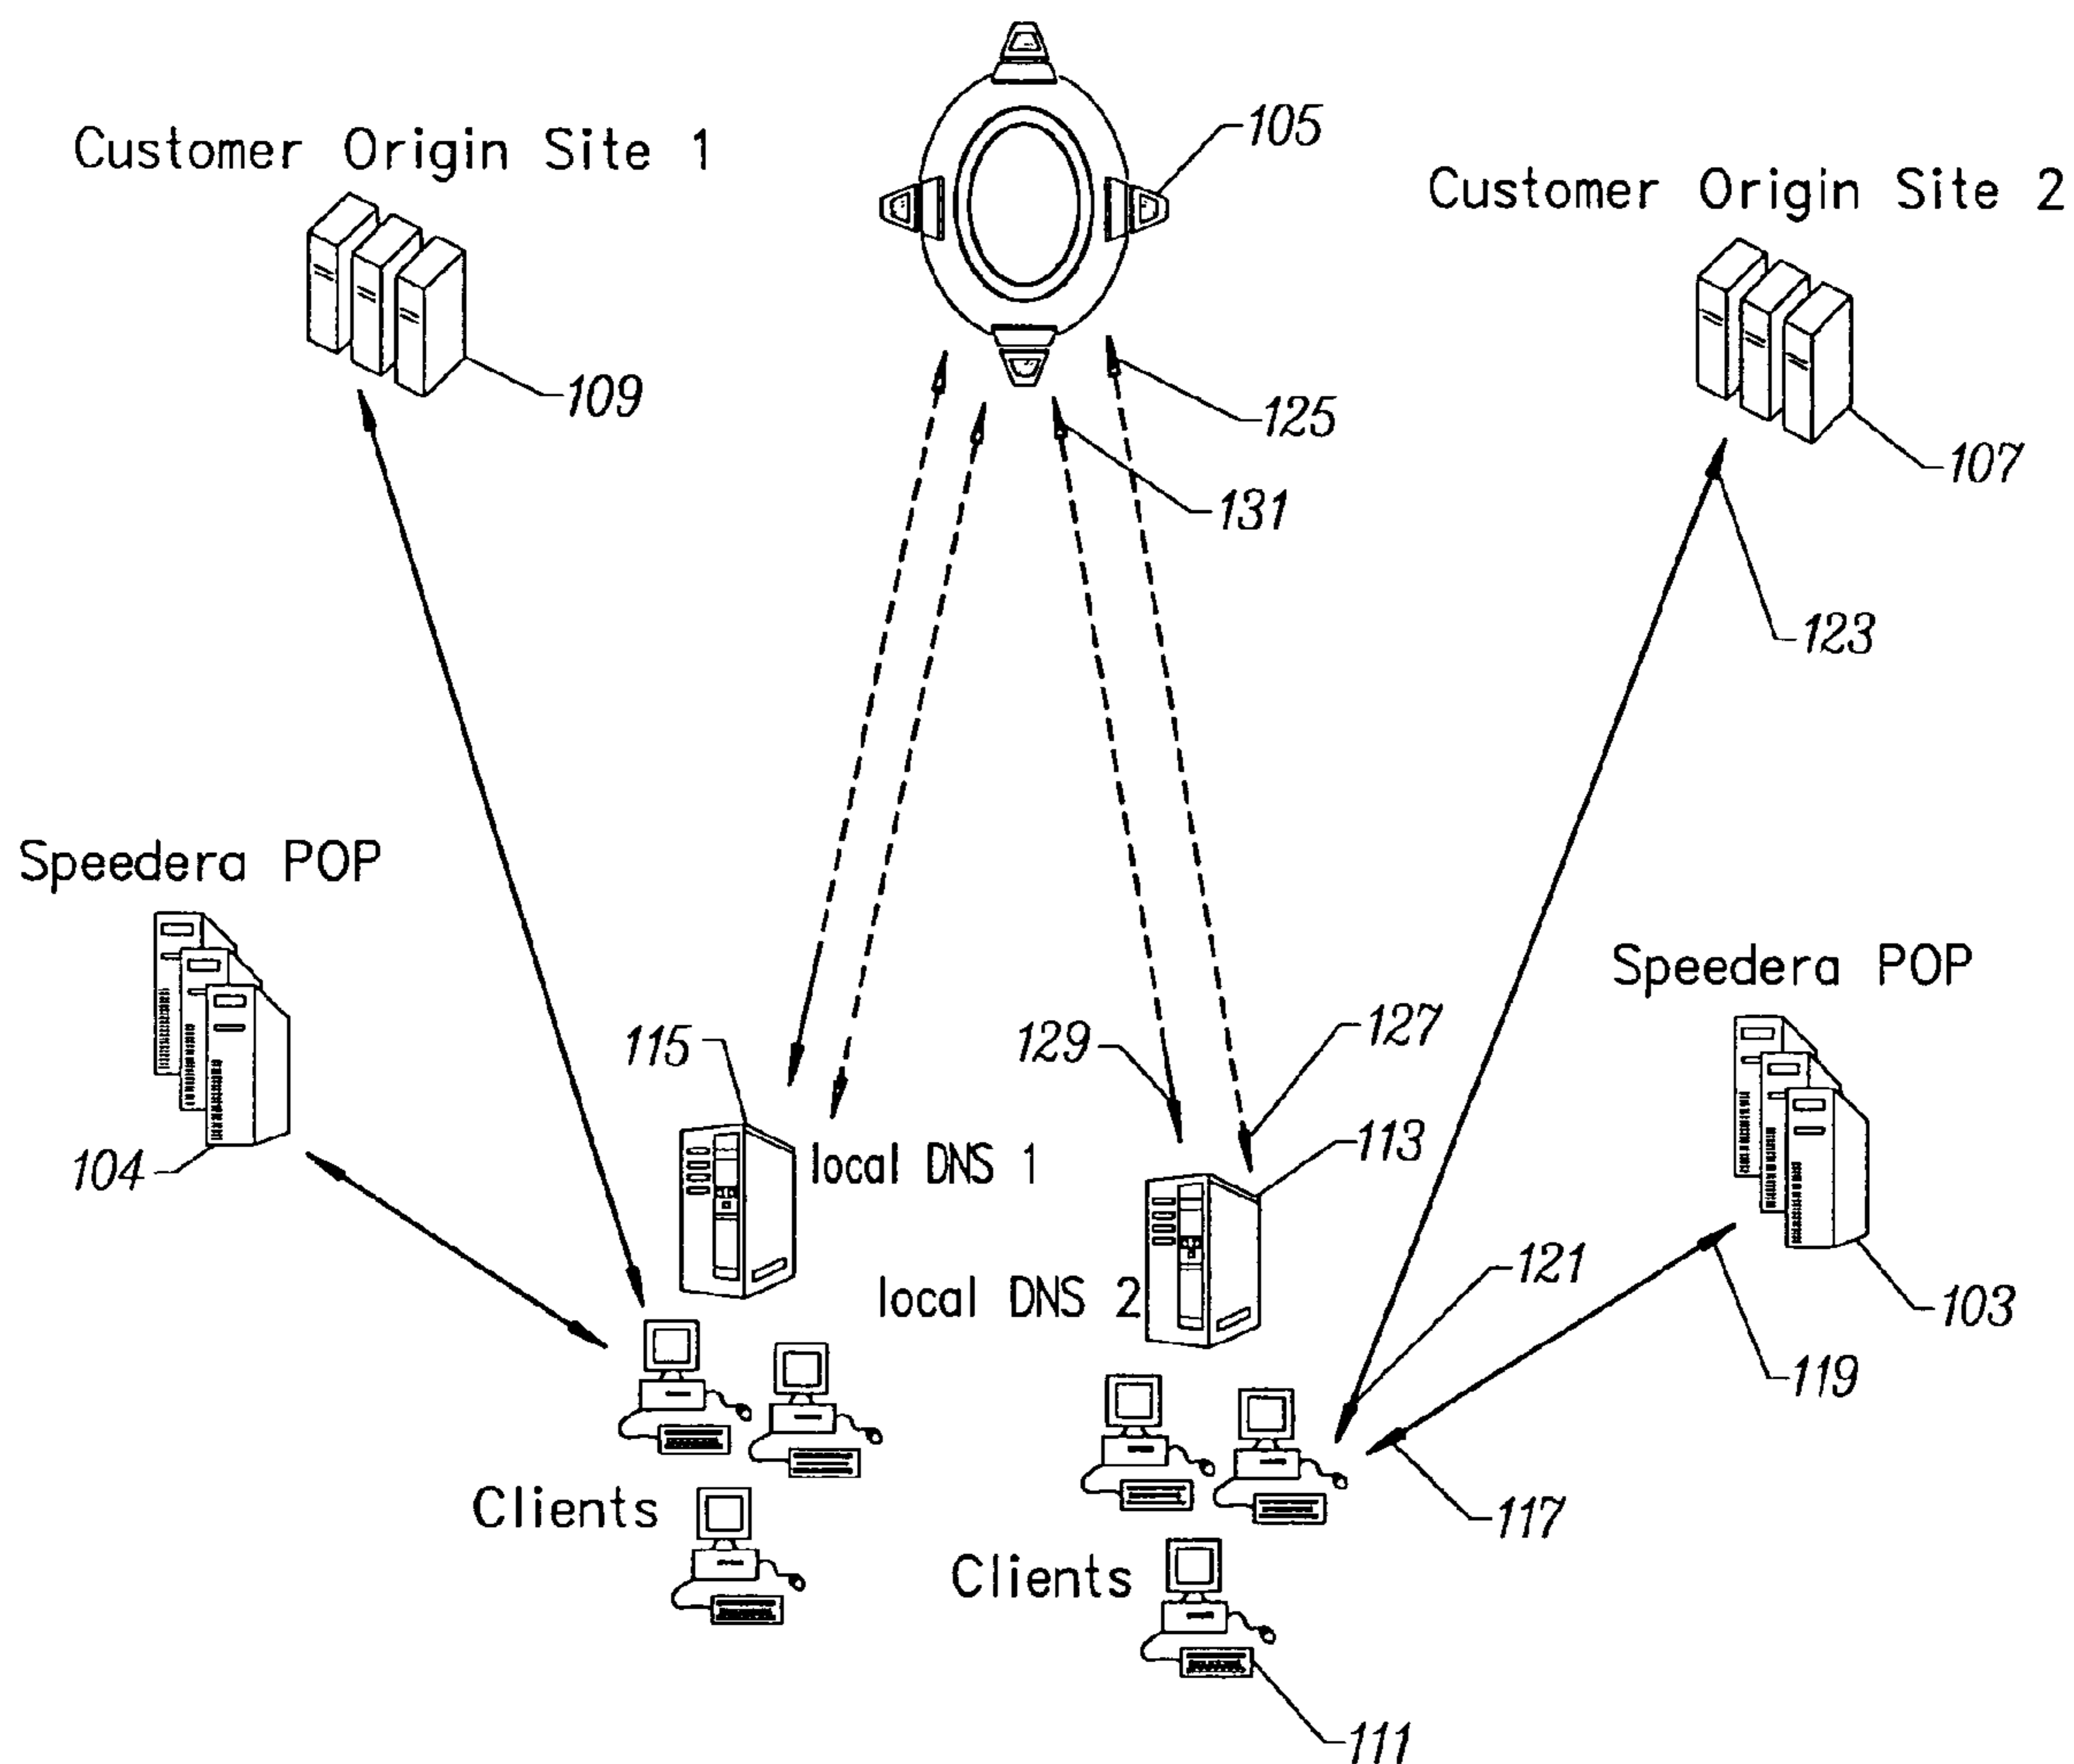 105
Customer Origin Site 1
Customer Origin Site 2
109
125
107
131
123
Speedera POP
Speedera POP
115
129
127
104
local DNS 1
113
121
local DNS 2
103
119
Clients
117
Clients
111